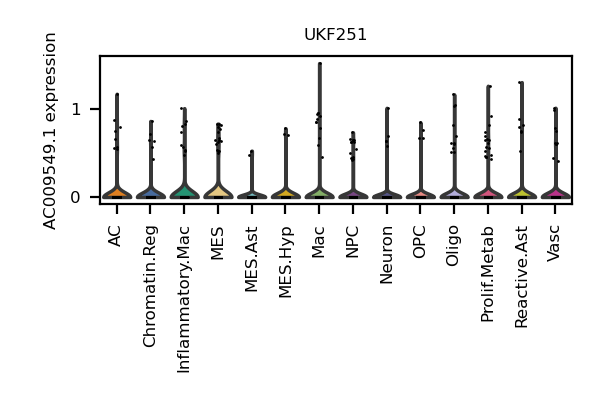 UKF251
AC009549.1 expression
1
0
AC
Chromatin.Reg
Inflammatory.Mac
MES
MES.Ast
MES.Hyp
Mac
NPC
Neuron
OPC
Oligo
Prolif.Metab
Reactive.Ast
Vasc